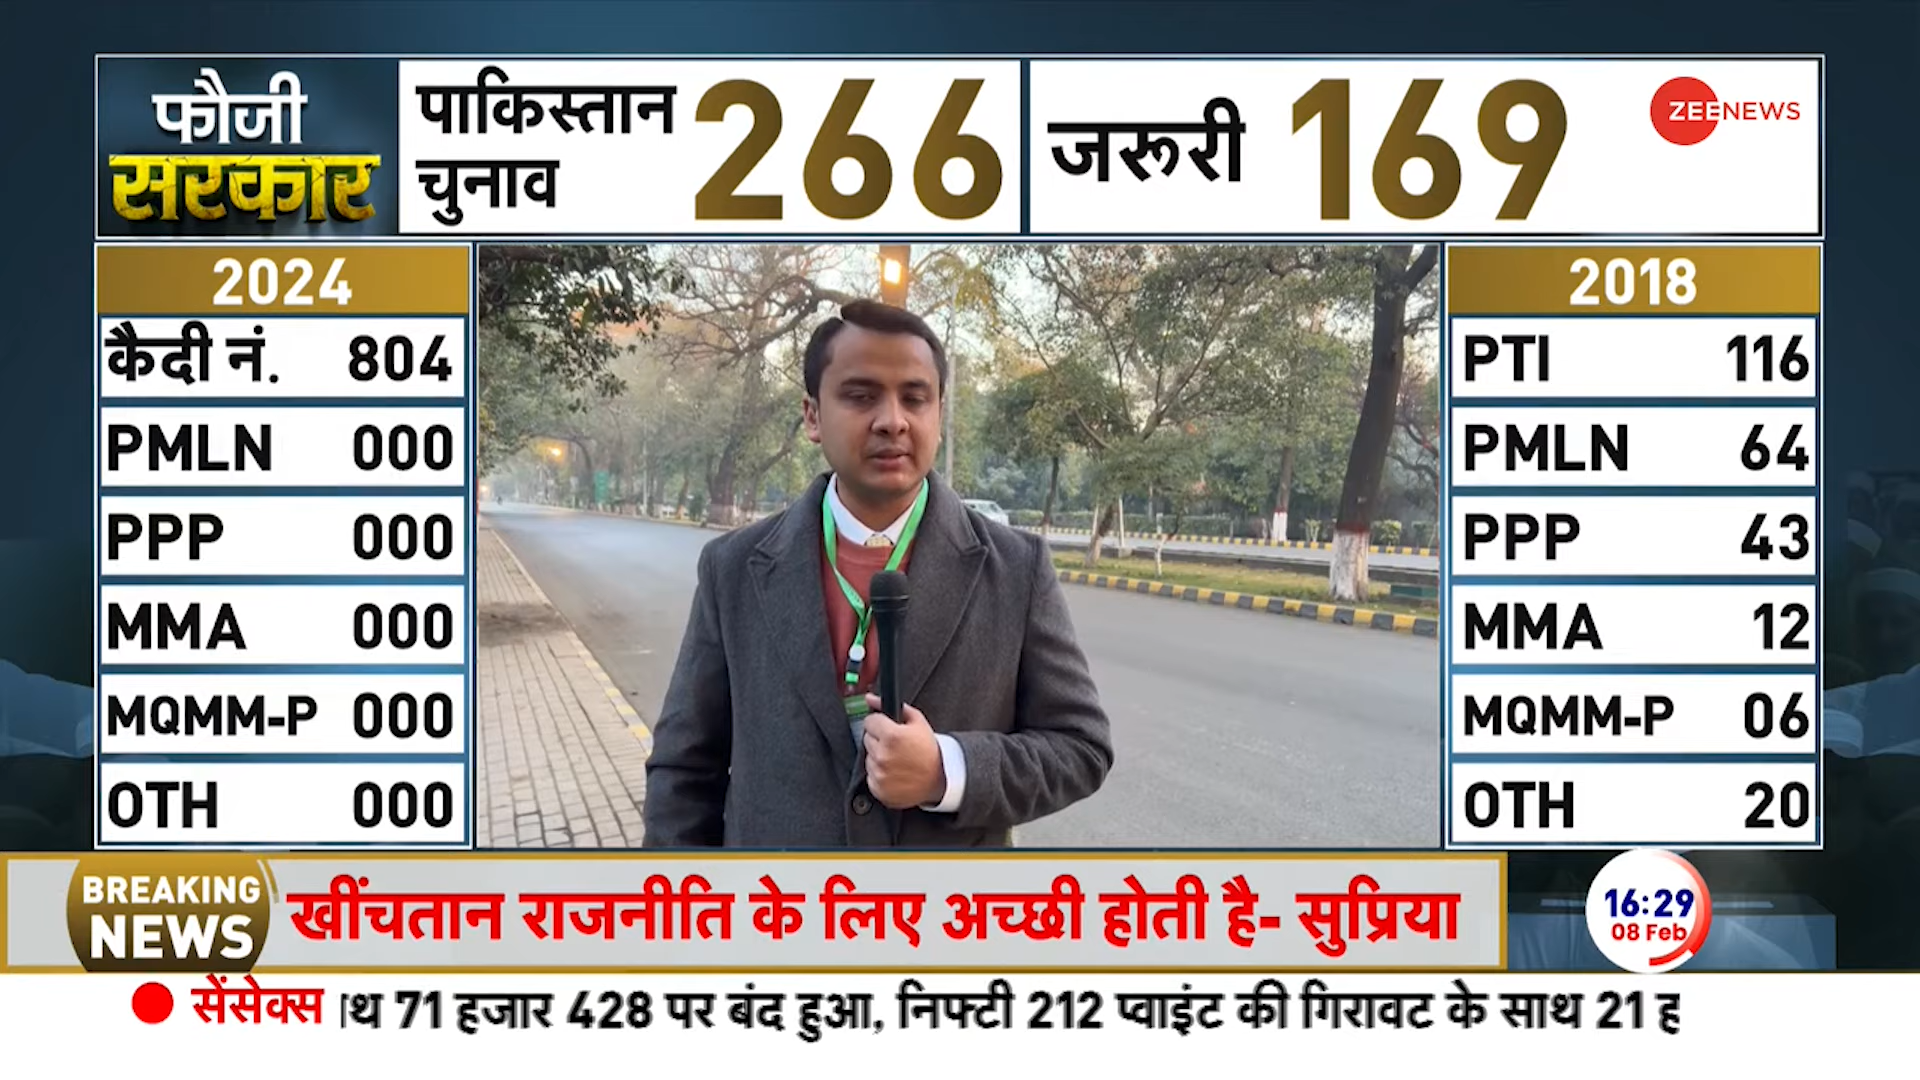 फौजी
सरकार
पाकिस्तान
चुनाव
266
जरूरी 169
ZEENEWS
2024
कैदी नं. 804
PMLN 000
PPP 000
MMA 000
MQMM-P 000
OTH 000
2018
PTI 116
PMLN 64
PPP 43
MMA 12
MQMM-P 06
OTH 20
BREAKING
NEWS
खींचतान राजनीति के लिए अच्छी होती है- सुप्रिया
16:29
08 Feb
सेंसेक्स 71 हजार 428 पर बंद हुआ, निफ्टी 212 प्वाइंट की गिरावट के साथ 21